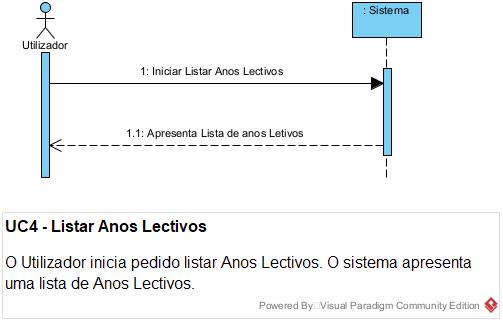 : Sistema
Utilizador
1: Iniciar Listar Anos Lectivos
1.1: Apresenta Lista de anos Letivos
UC4 - Listar Anos Lectivos
O Utilizador inicia pedido listar Anos Lectivos. O sistema apresenta
uma lista de Anos Lectivos.
Powered By Visual Paradigm Community Edition